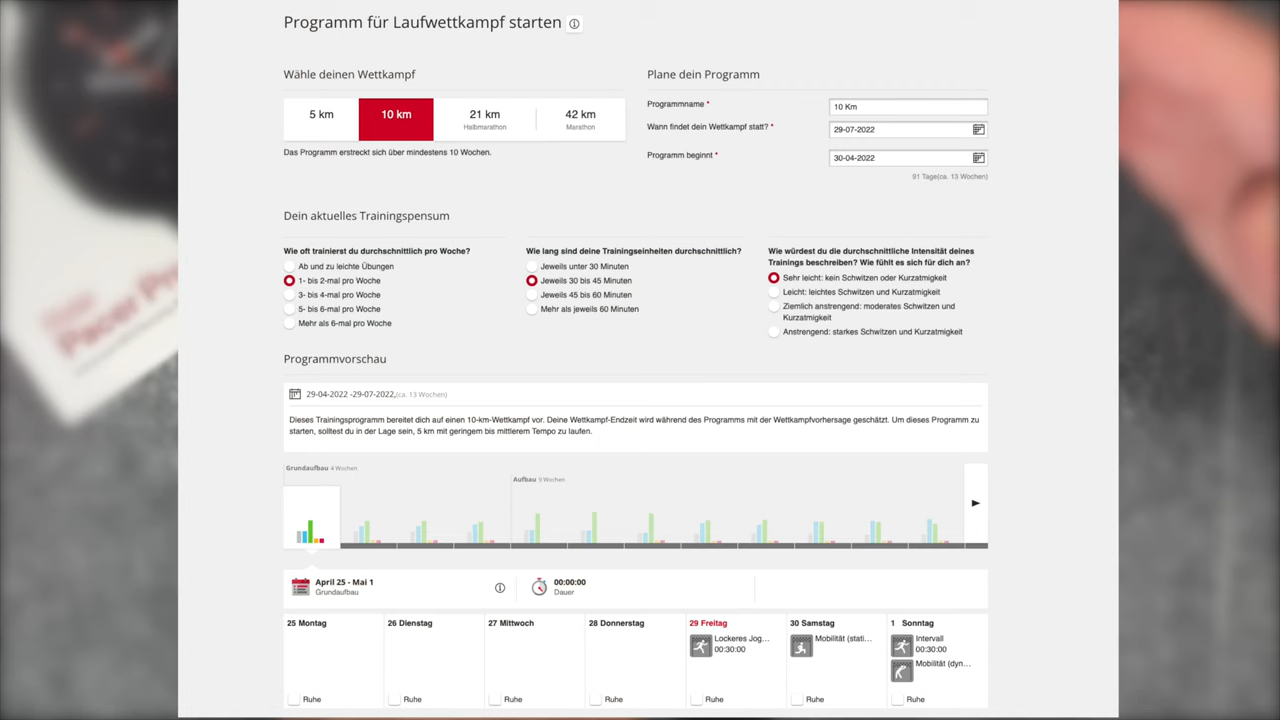 Programm für Laufwettkampf starten
Wähle deinen Wettkampf
5 km
10 km
21 km
Halbmarathon
42 km
Marathon
Das Programm erstreckt sich über mindestens 10 Wochen.
Plane dein Programm
Programmname * 10 Km
Wann findet dein Wettkampf statt? * 29-07-2022
Programm beginnt * 30-04-2022
91 Tage(ca. 13 Wochen)
Dein aktuelles Trainingspensum
Wie oft trainierst du durchschnittlich pro Woche?
Ab und zu leichte Übungen
1- bis 2-mal pro Woche
3- bis 4-mal pro Woche
5- bis 6-mal pro Woche
Mehr als 6-mal pro Woche
Wie lang sind deine Trainingseinheiten durchschnittlich?
Jeweils unter 30 Minuten
Jeweils 30 bis 45 Minuten
Jeweils 45 bis 60 Minuten
Mehr als jeweils 60 Minuten
Wie würdest du die durchschnittliche Intensität deines
Trainings beschreiben? Wie fühlt es sich für dich an?
Sehr leicht: kein Schwitzen oder Kurzatmigkeit
Leicht: leichtes Schwitzen und Kurzatmigkeit
Ziemlich anstrengend: moderates Schwitzen und
Kurzatmigkeit
Anstrengend: starkes Schwitzen und Kurzatmigkeit
Programmvorschau
29-04-2022 -29-07-2022,(ca. 13 Wochen)
Dieses Trainingsprogramm bereitet dich auf einen 10-km-Wettkampf vor. Deine Wettkampf-Endzeit wird während des Programms mit der Wettkampfvorhersage geschätzt. Um dieses Programm zu
starten, solltest du in der Lage sein, 5 km mit geringem bis mittlerem Tempo zu laufen.
Grundaufbau 4 Wochen
Aufbau 9 Wochen
April 25 - Mai 1
Grundaufbau
00:00:00
Dauer
25 Montag
Ruhe
26 Dienstag
Ruhe
27 Mittwoch
Ruhe
28 Donnerstag
Ruhe
29 Freitag
Lockeres Jog...
00:30:00
Ruhe
30 Samstag
Mobilität (stati...
Ruhe
1 Sonntag
Intervall
00:30:00
Mobilität (dyn...
Ruhe